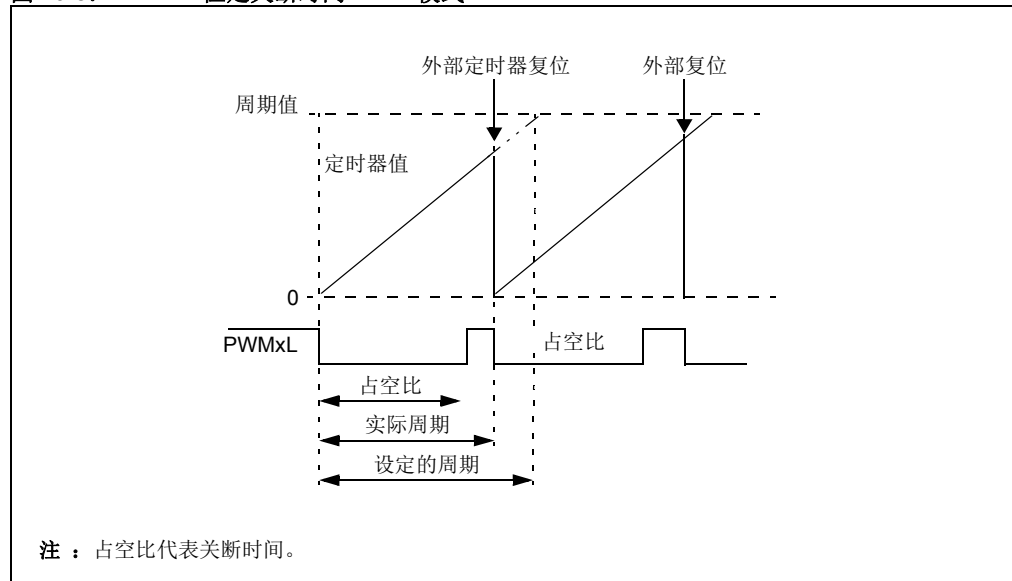 外部定时器复位
外部复位
周期值
定时器值
0
PWMxL
占空比
占空比
实际周期
设定的周期
注 ：占空比代表关断时间。